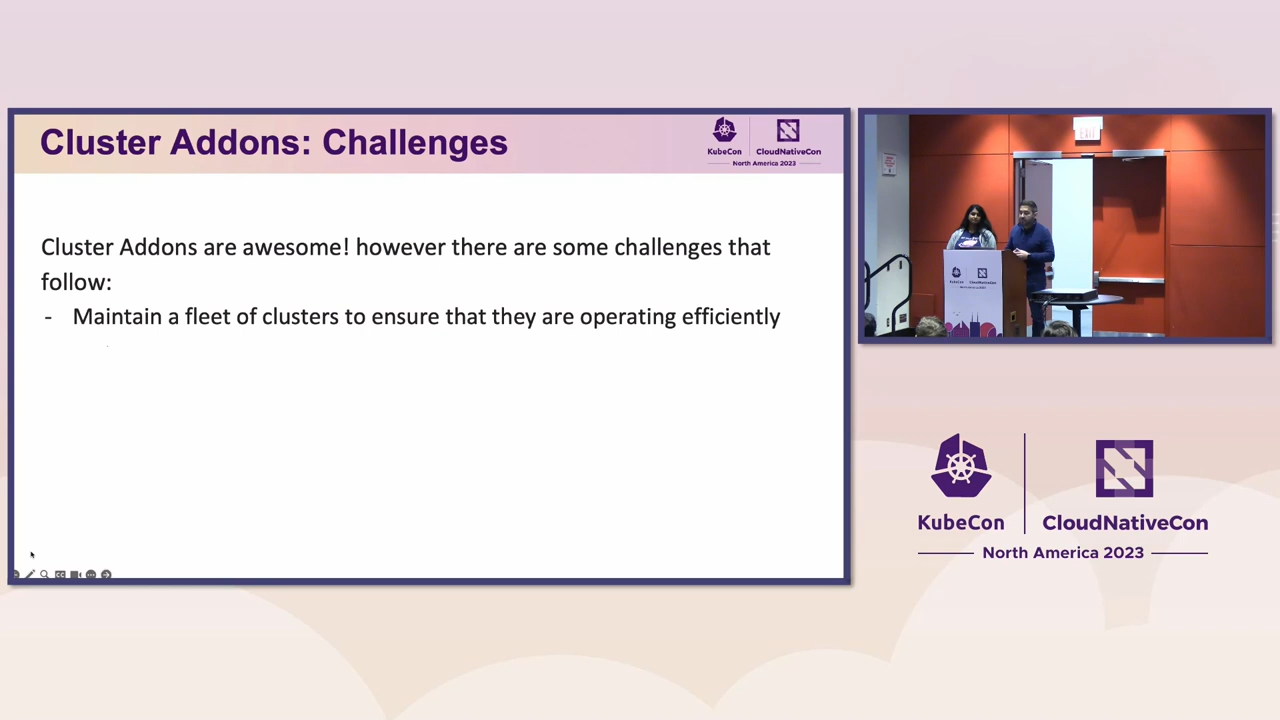 Cluster Addons: Challenges
KubeCon
CloudNativeCon
North America 2023
Cluster Addons are awesome! however there are some challenges that
follow:
- Maintain a fleet of clusters to ensure that they are operating efficiently
EXIT
KubeCon
CloudNativeCon
North America 2023